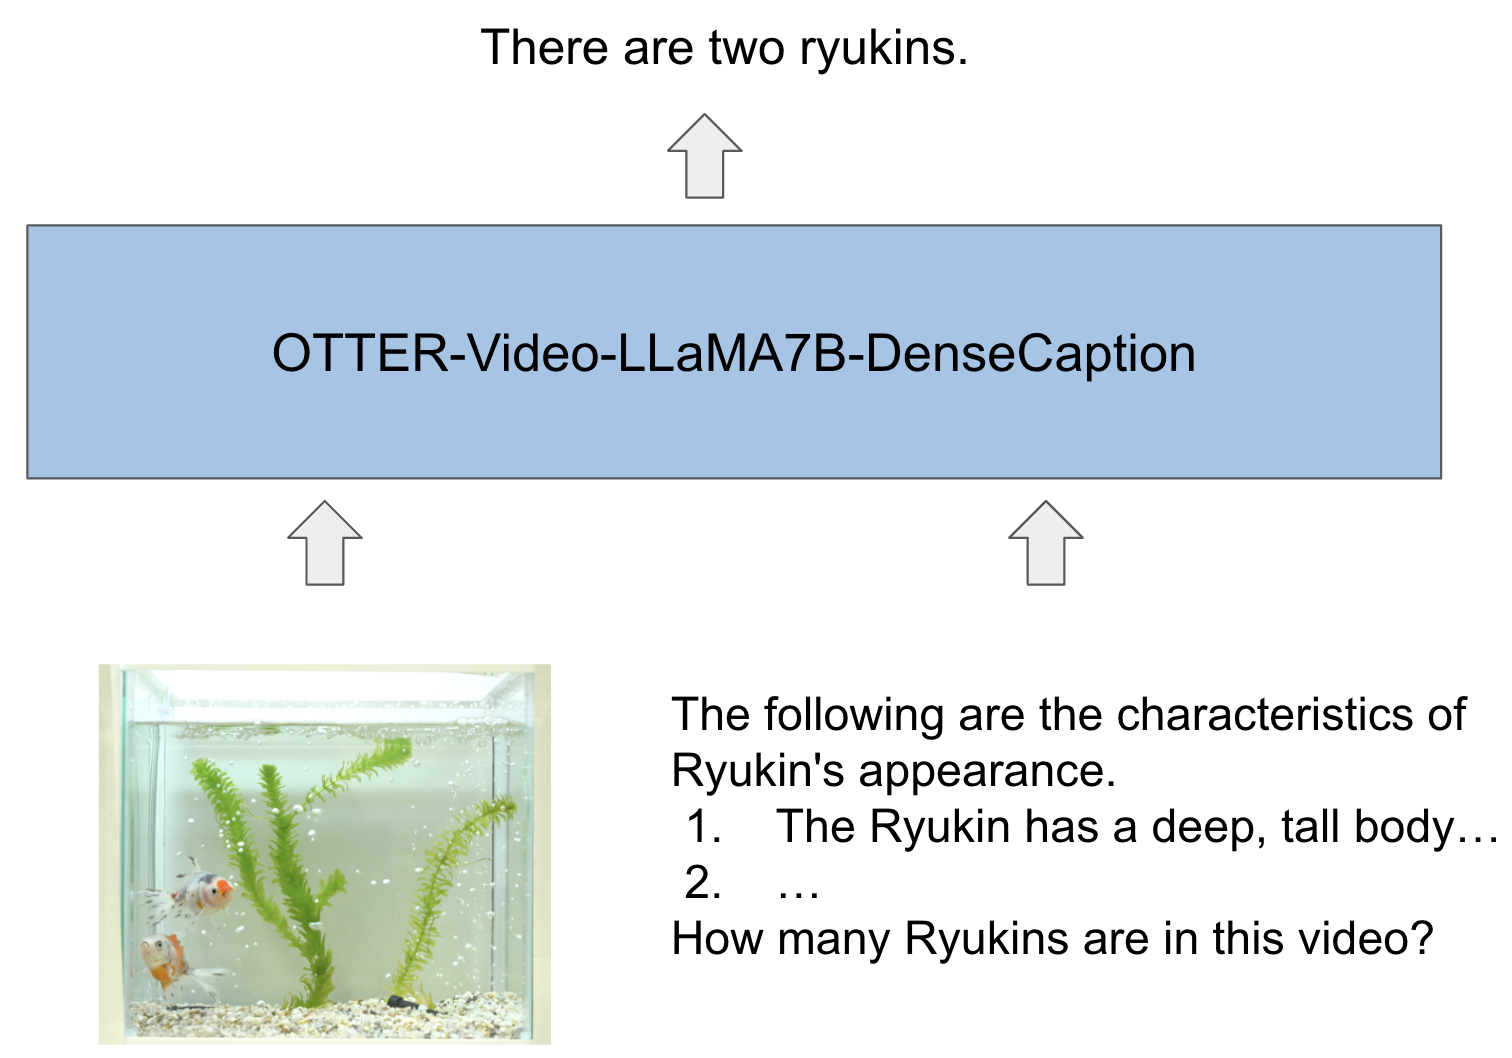 There are two ryukins.
OTTER-Video-LLaMA7B-DenseCaption
The following are the characteristics of
Ryukin's appearance.
1. The Ryukin has a deep, tall body…
2. …
How many Ryukins are in this video?